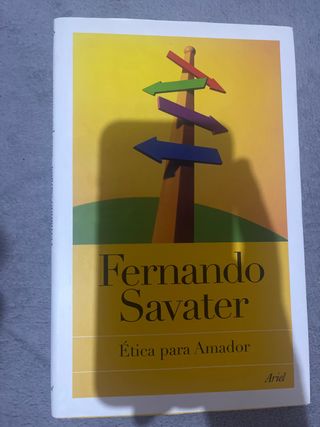 Fernando
Savater
Ética para Amador
Ariel